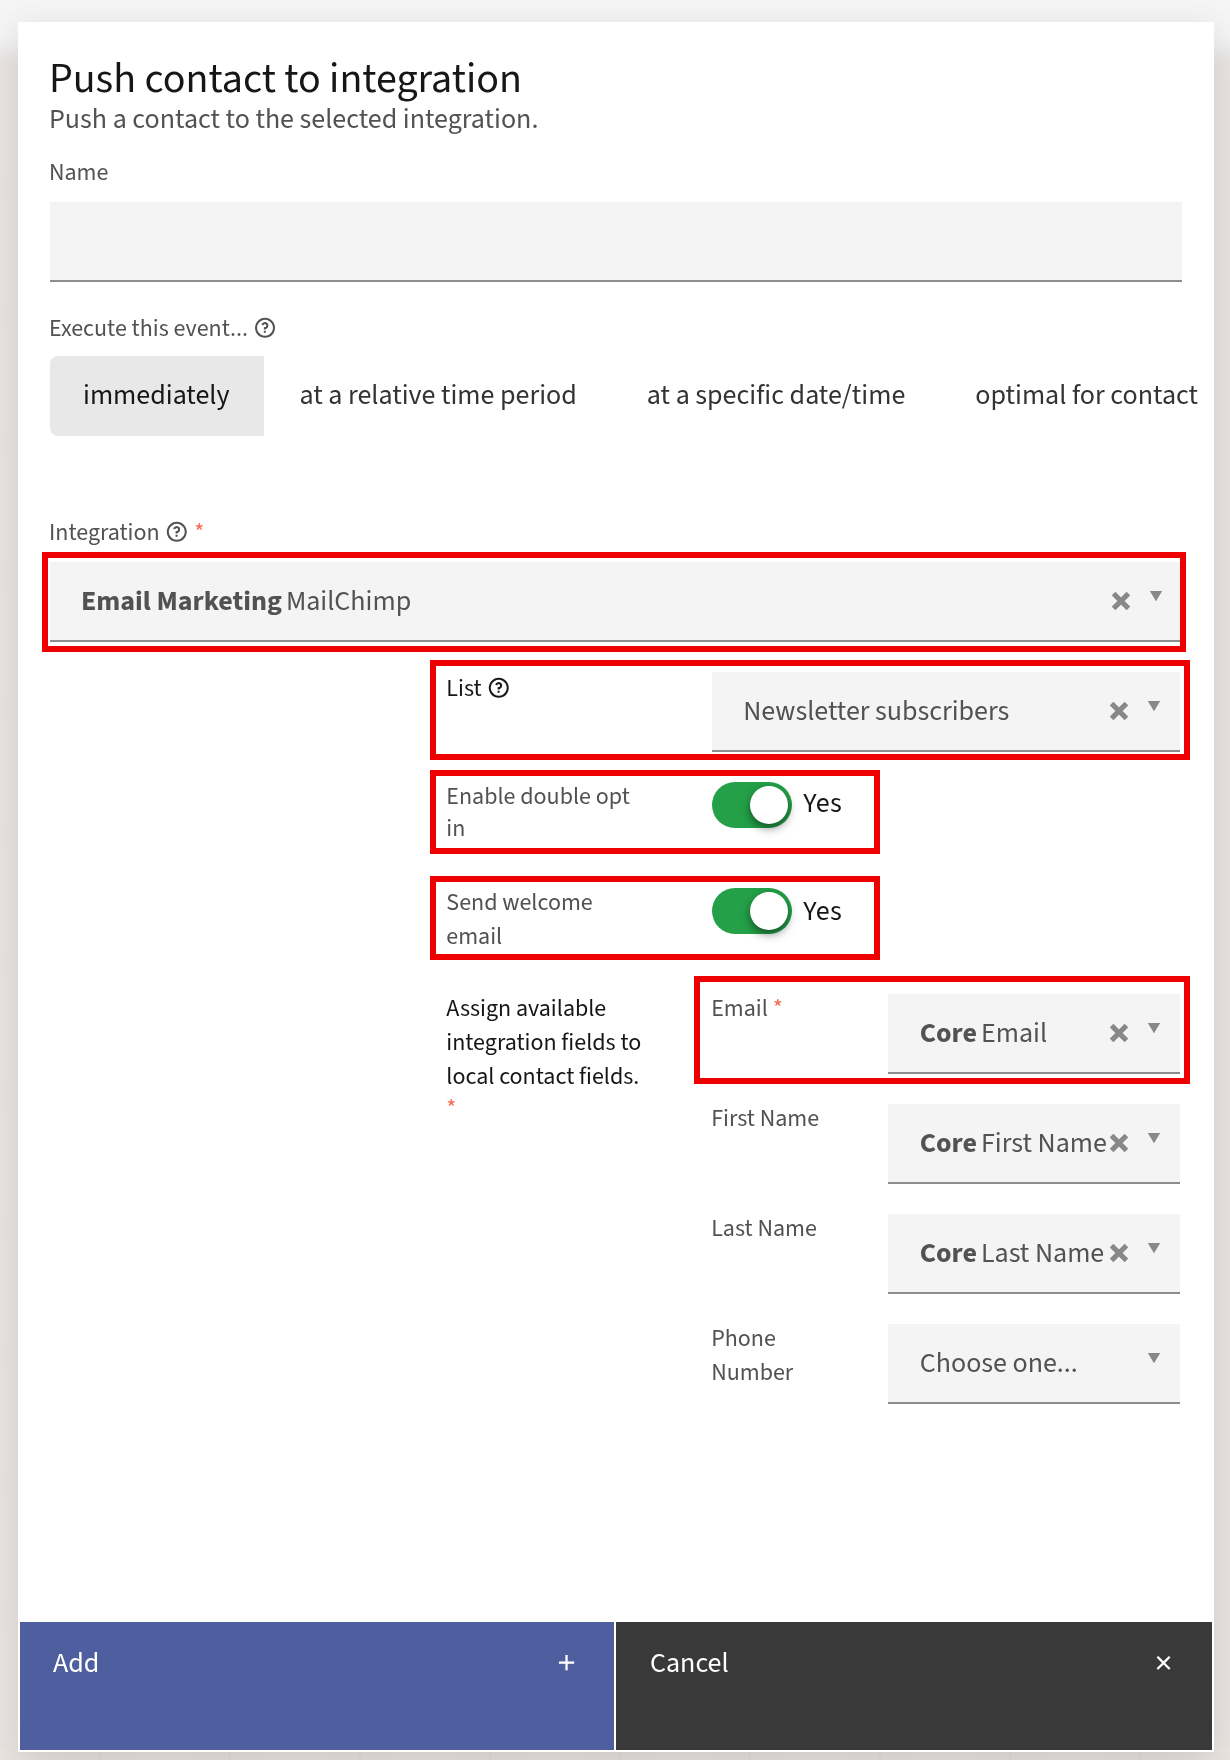 Push contact to integration
Push a contact to the selected integration.
Name
Execute this event... ?
immediately at a relative time period at a specific date/time optimal for contact
Integration ? *
Email Marketing MailChimp
List ? Newsletter subscribers
Enable double opt
in
Yes
Send welcome
email
Yes
Assign available
integration fields to
local contact fields.
*
Email *
Core Email
First Name
Core First Name
Last Name
Core Last Name
Phone
Number
Choose one...
Add +
Cancel ×